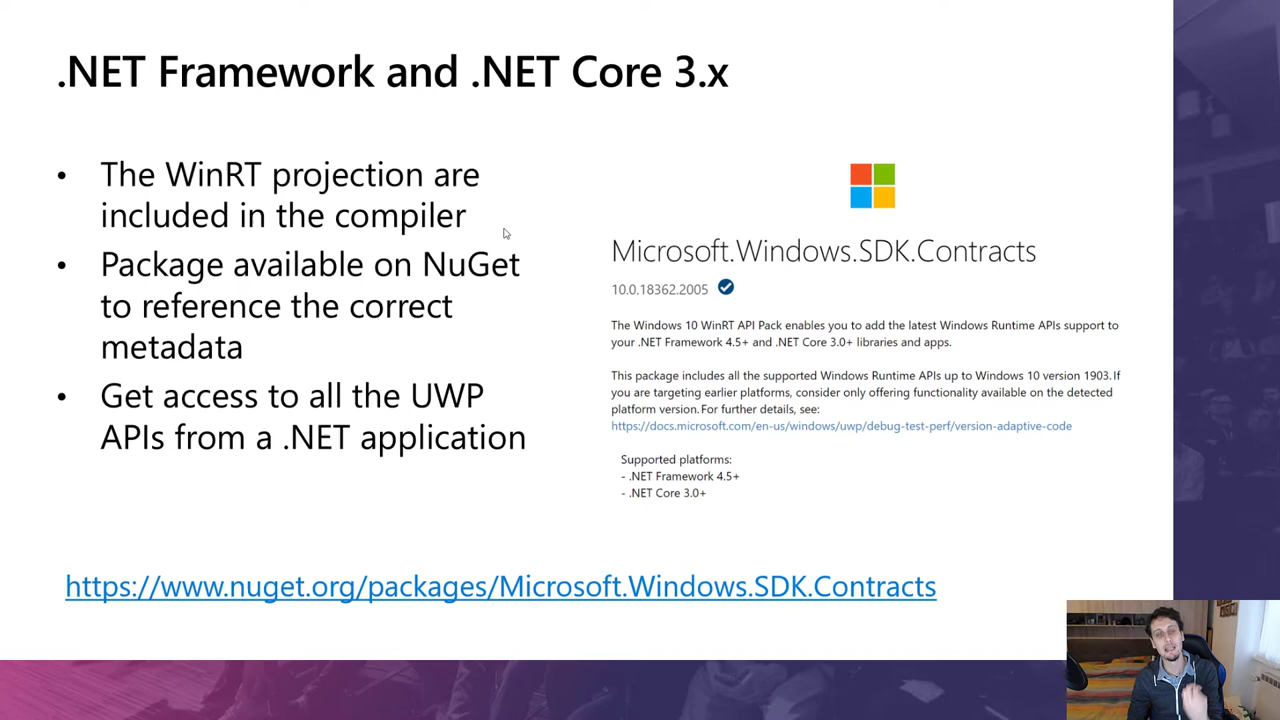 .NET Framework and .NET Core 3.x
• The WinRT projection are
included in the compiler
• Package available on NuGet
to reference the correct
metadata
• Get access to all the UWP
APIs from a .NET application
Microsoft.Windows.SDK.Contracts
10.0.18362.2005
The Windows 10 WinRT API Pack enables you to add the latest Windows Runtime APIs support to
your .NET Framework 4.5+ and .NET Core 3.0+ libraries and apps.
This package includes all the supported Windows Runtime APIs up to Windows 10 version 1903. If
you are targeting earlier platforms, consider only offering functionality available on the detected
platform version. For further details, see:
https://docs.microsoft.com/en-us/windows/uwp/debug-test-perf/version-adaptive-code
Supported platforms:
- .NET Framework 4.5+
- .NET Core 3.0+
https://www.nuget.org/packages/Microsoft.Windows.SDK.Contracts